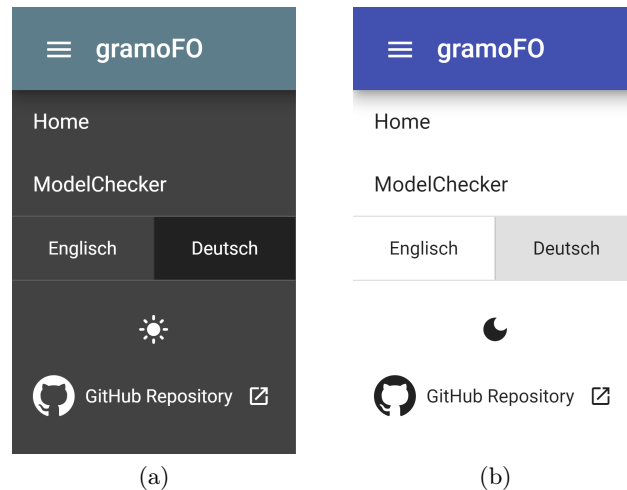 gramoFO
Home
ModelChecker
Englisch Deutsch
GitHub Repository
(a)
gramoFO
Home
ModelChecker
Englisch Deutsch
GitHub Repository
(b)